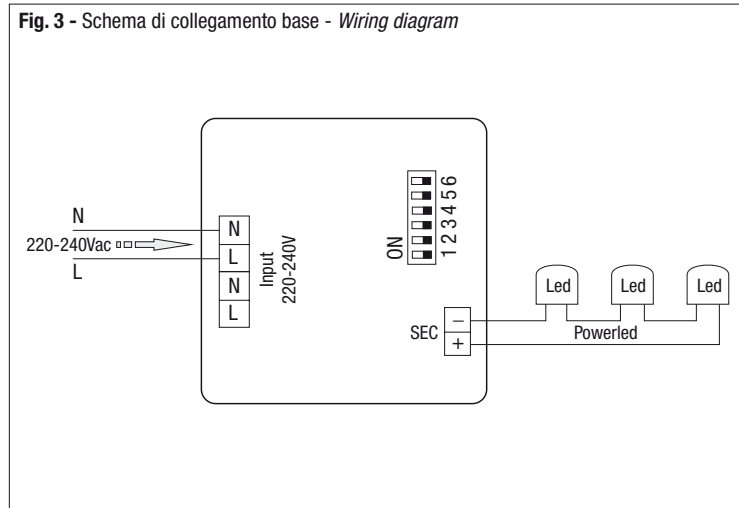 Fig. 3 - Schema di collegamento base - Wiring diagram
N
220-240Vac
L
N
L
N
L
Input
220-240V
ON
1 2 3 4 5 6
SEC
–
+
Led
Led
Led
Powerled